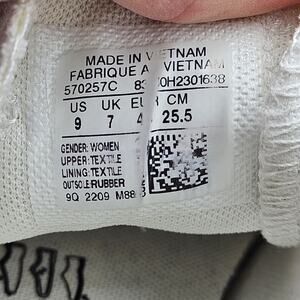 MADE IN VIETNAM
FABRIQUE AU VIETNAM
570257C
US UK EUR CM
9 7 25.5
GENDER: WOMEN
UPPER: TEXTILE
LINING: TEXTILE
OUTSOLE: RUBBER
9Q 2209